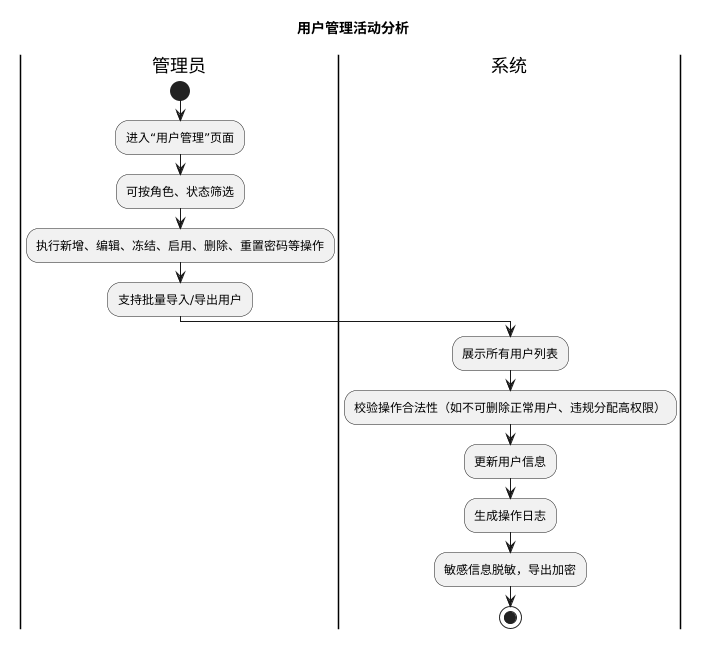 用户管理活动分析
管理员
系统
进入“用户管理”页面
可按角色、状态筛选
执行新增、编辑、冻结、启用、删除、重置密码等操作
支持批量导入/导出用户
展示所有用户列表
校验操作合法性（如不可删除正常用户、违规分配高权限）
更新用户信息
生成操作日志
敏感信息脱敏，导出加密